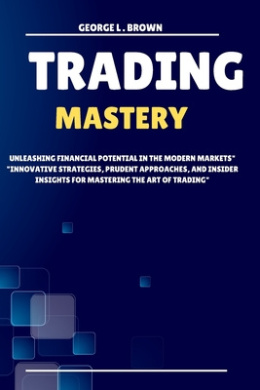 GEORGE L. BROWN
TRADING
MASTERY
UNLEASHING FINANCIAL POTENTIAL IN THE MODERN MARKETS"
"INNOVATIVE STRATEGIES, PRUDENT APPROACHES, AND INSIDER
INSIGHTS FOR MASTERING THE ART OF TRADING"